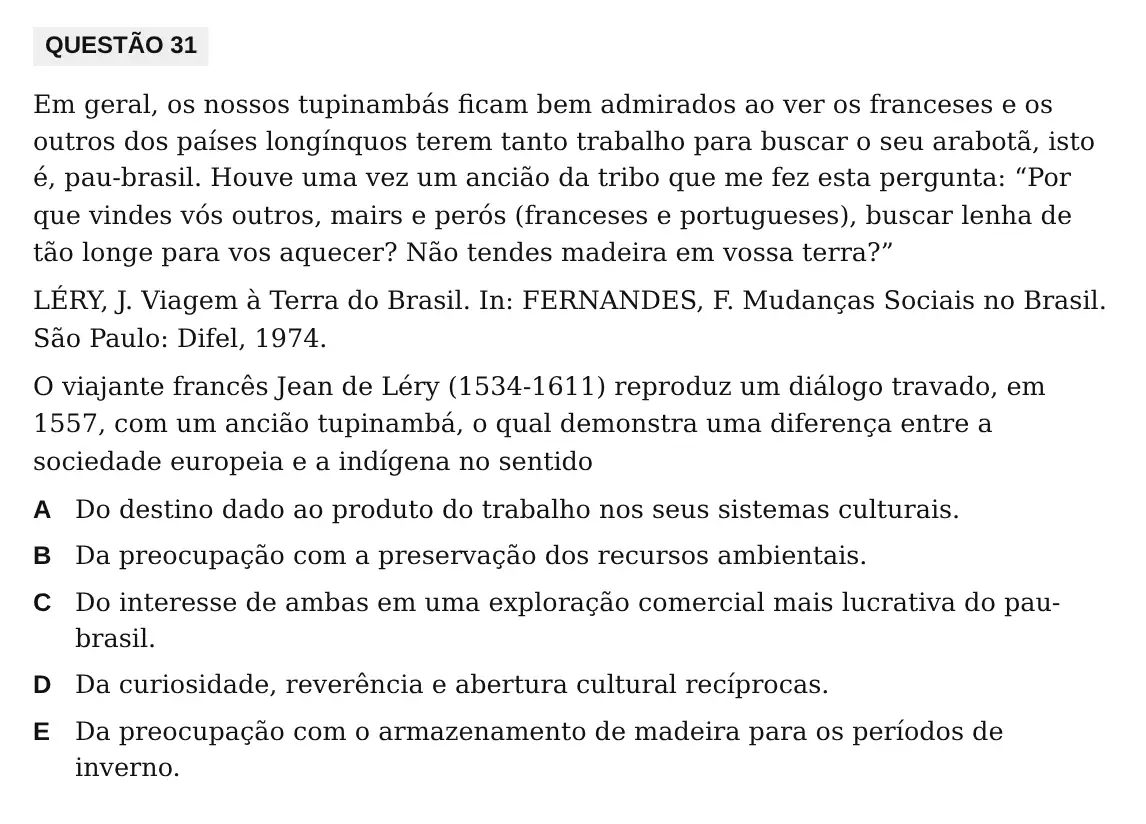 QUESTÃO 31
Em geral, os nossos tupinambás ficam bem admirados ao ver os franceses e os
outros dos países longínquos terem tanto trabalho para buscar o seu arabotã, isto
é, pau-brasil. Houve uma vez um ancião da tribo que me fez esta pergunta: “Por
que vindes vós outros, mairs e perós (franceses e portugueses), buscar lenha de
tão longe para vos aquecer? Não tendes madeira em vossa terra?”
LÉRY, J. Viagem à Terra do Brasil. In: FERNANDES, F. Mudanças Sociais no Brasil.
São Paulo: Difel, 1974.
O viajante francês Jean de Léry (1534-1611) reproduz um diálogo travado, em
1557, com um ancião tupinambá, o qual demonstra uma diferença entre a
sociedade europeia e a indígena no sentido
A Do destino dado ao produto do trabalho nos seus sistemas culturais.
B Da preocupação com a preservação dos recursos ambientais.
C Do interesse de ambas em uma exploração comercial mais lucrativa do pau-
brasil.
D Da curiosidade, reverência e abertura cultural recíprocas.
E Da preocupação com o armazenamento de madeira para os períodos de
inverno.